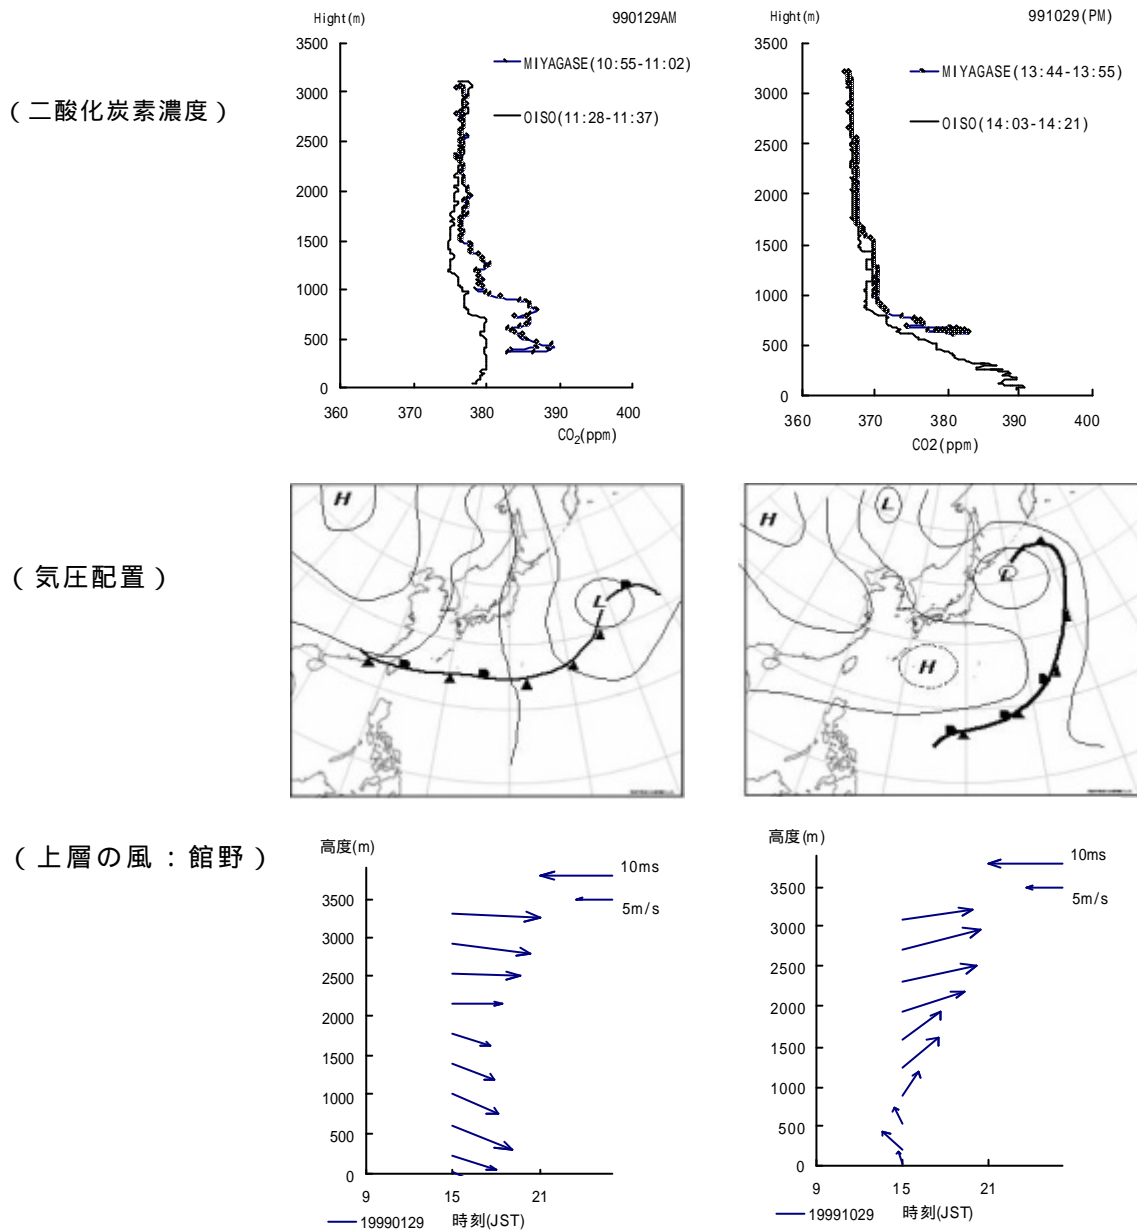 Hight(m)
990129AM
3500
3000
2500
2000
1500
1000
500
0
360
370
380
390
400
CO2(ppm)
MIYAGASE(10:55-11:02)
OISO(11:28-11:37)
Hight(m)
991029(PM)
3500
3000
2500
2000
1500
1000
500
0
360
370
380
390
400
CO2(ppm)
MIYAGASE(13:44-13:55)
OISO(14:03-14:21)
(二酸化炭素濃度)
(気圧配置)
H
L
H
L
L
H
(上層の風:館野)
高度(m)
10ms
5m/s
3500
3000
2500
2000
1500
1000
500
0
9
15
21
19990129
時刻(JST)
高度(m)
10ms
5m/s
3500
3000
2500
2000
1500
1000
500
0
9
15
21
19991029
時刻(JST)